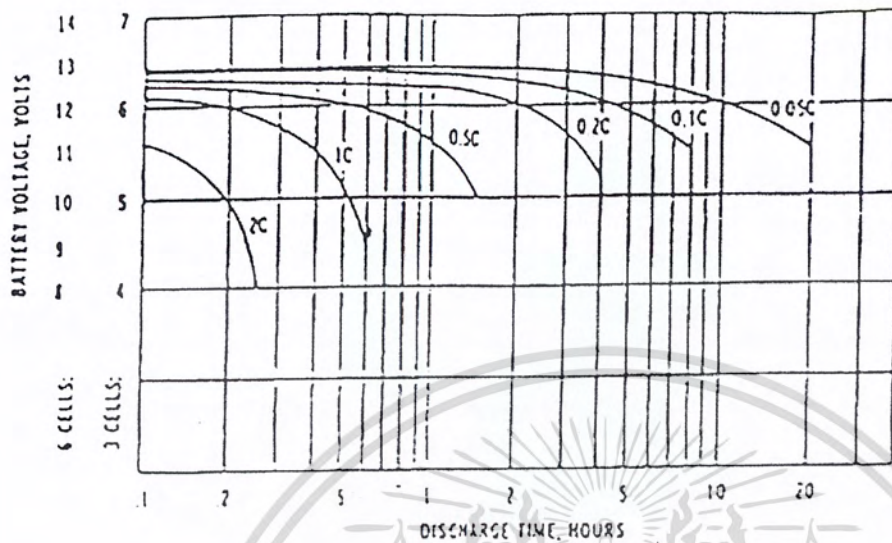 BATTERY VOLTAGE, VOLTS
14
13
12
11
10
9
8
6 CELLS:
7
6
5
4
3 CELLS:
2C
1C
0.5C
0.2C
0.1C
0.05C
.1
.2
.5
1
2
5
10
20
DISCHARGE TIME, HOURS